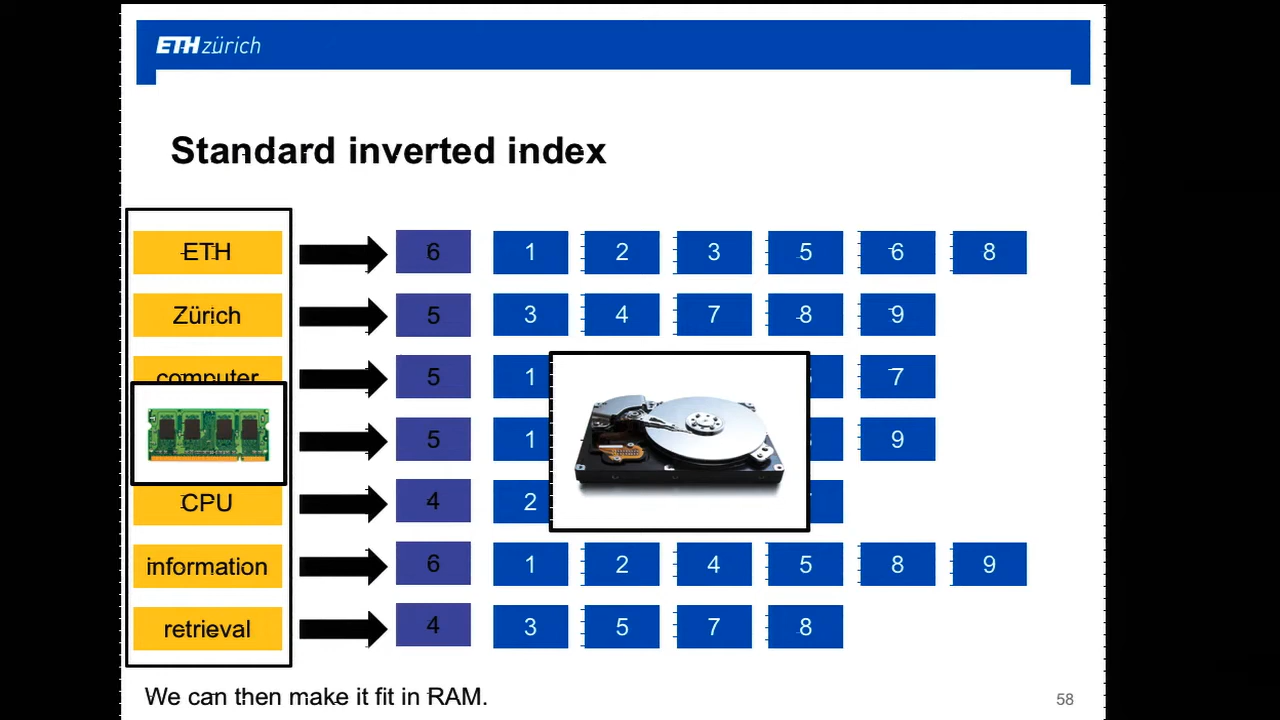 ETH zürich
Standard inverted index
ETH 6 1 2 3 5 6 8
Zürich 5 3 4 7 8 9
computer 5 1 7
5 1 9
CPU 4 2
information 6 1 2 4 5 8 9
retrieval 4 3 5 7 8
We can then make it fit in RAM.
58